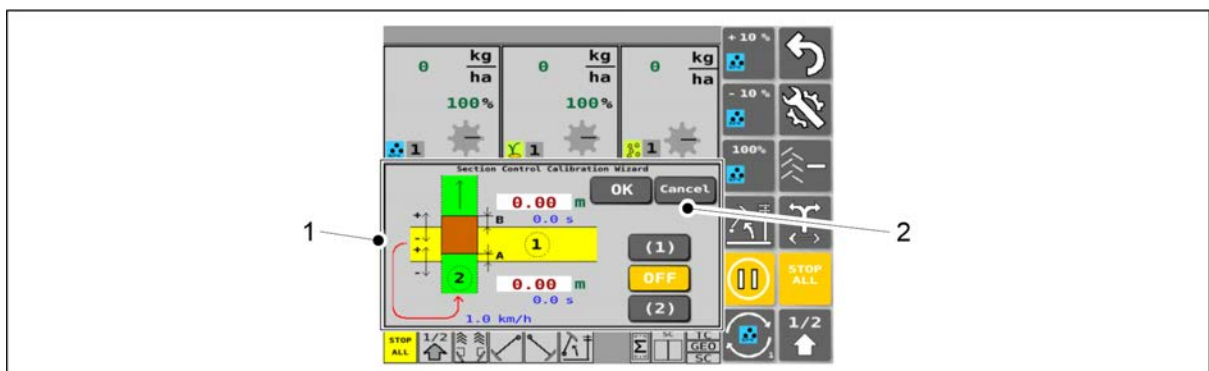 0 kg ha 100% 1
0 kg ha 100% 1
0 kg ha 1
Section Control Calibration Wizard
OK Cancel
0.00 m
0.0 s
+
-
+
-
B
A
1
2
0.00 m
0.0 s
1.0 km/h
(1)
OFF
(2)
STOP ALL
1/2
SC
TC
GEO
SC
+10 %
- 10 %
100%
STOP ALL
1
1/2
1
2